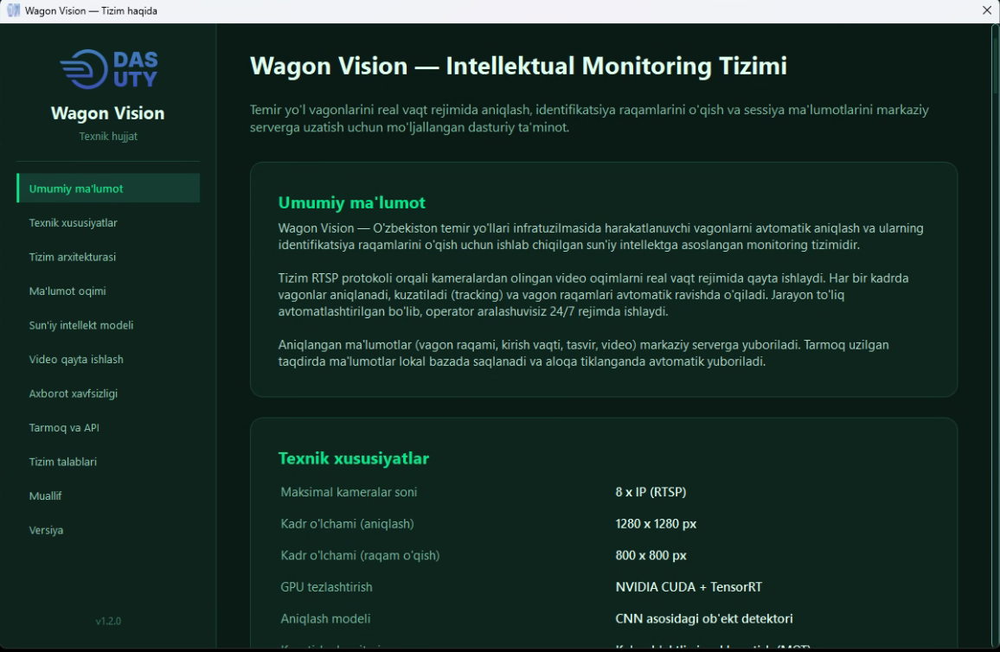 Wagon Vision — Tizim haqida
DAS
UTY
Wagon Vision
Texnik hujjat
Umumiy ma'lumot
Texnik xususiyatlar
Tizim arxitekturasi
Ma'lumot oqimi
Sun'iy intellekt modeli
Video qayta ishlash
Axborot xavfsizligi
Tarmoq va API
Tizim talablari
Muallif
Versiya
v1.2.0
Wagon Vision — Intellektual Monitoring Tizimi
Temir yo'l vagonlarini real vaqt rejimida aniqlash, identifikatsiya raqamlarini o'qish va sessiya ma'lumotlarini markaziy
serverga uzatish uchun mo'ljallangan dasturiy ta'minot.
Umumiy ma'lumot
Wagon Vision — O'zbekiston temir yo'llari infratuzilmasida harakatlanuvchi vagonlarni avtomatik aniqlash va ularning
identifikatsiya raqamlarini o'qish uchun ishlab chiqilgan sun'iy intellektga asoslangan monitoring tizimidir.
Tizim RTSP protokoli orqali kameralardan olingan video oqimlarni real vaqt rejimida qayta ishlaydi. Har bir kadrda
vagonlar aniqlanadi, kuzatiladi (tracking) va vagon raqamlari avtomatik ravishda o'qiladi. Jarayon to'liq
avtomatlashtirilgan bo'lib, operator aralashuvisiz 24/7 rejimda ishlaydi.
Aniqlangan ma'lumotlar (vagon raqami, kirish vaqti, tasvir, video) markaziy serverga yuboriladi. Tarmoq uzilgan
taqdirda ma'lumotlar lokal bazada saqlanadi va aloqa tiklanganda avtomatik yuboriladi.
Texnik xususiyatlar
Maksimal kameralar soni 8 x IP (RTSP)
Kadr o'lchami (aniqlash) 1280 x 1280 px
Kadr o'lchami (raqam o'qish) 800 x 800 px
GPU tezlashtirish NVIDIA CUDA + TensorRT
Aniqlash modeli CNN asosidagi ob'ekt detektori